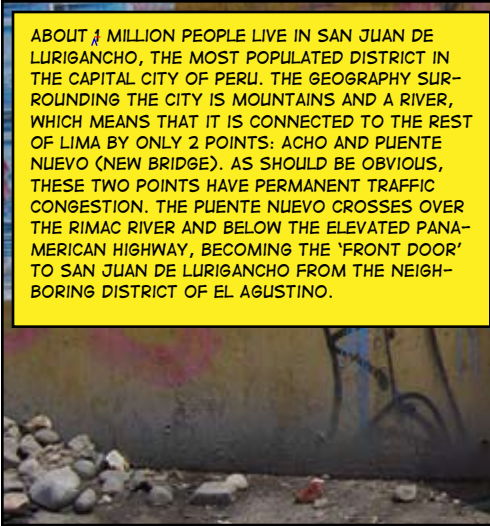 ABOUT 1 MILLION PEOPLE LIVE IN SAN JUAN DE
LURIGANCHO, THE MOST POPULATED DISTRICT IN
THE CAPITAL CITY OF PERU. THE GEOGRAPHY SUR-
ROUNDING THE CITY IS MOUNTAINS AND A RIVER,
WHICH MEANS THAT IT IS CONNECTED TO THE REST
OF LIMA BY ONLY 2 POINTS: ACHO AND PUENTE
NUEVO (NEW BRIDGE). AS SHOULD BE OBVIOUS,
THESE TWO POINTS HAVE PERMANENT TRAFFIC
CONGESTION. THE PUENTE NUEVO CROSSES OVER
THE RIMAC RIVER AND BELOW THE ELEVATED PANA-
MERICAN HIGHWAY, BECOMING THE 'FRONT DOOR'
TO SAN JUAN DE LURIGANCHO FROM THE NEIGH-
BORING DISTRICT OF EL AGUSTINO.